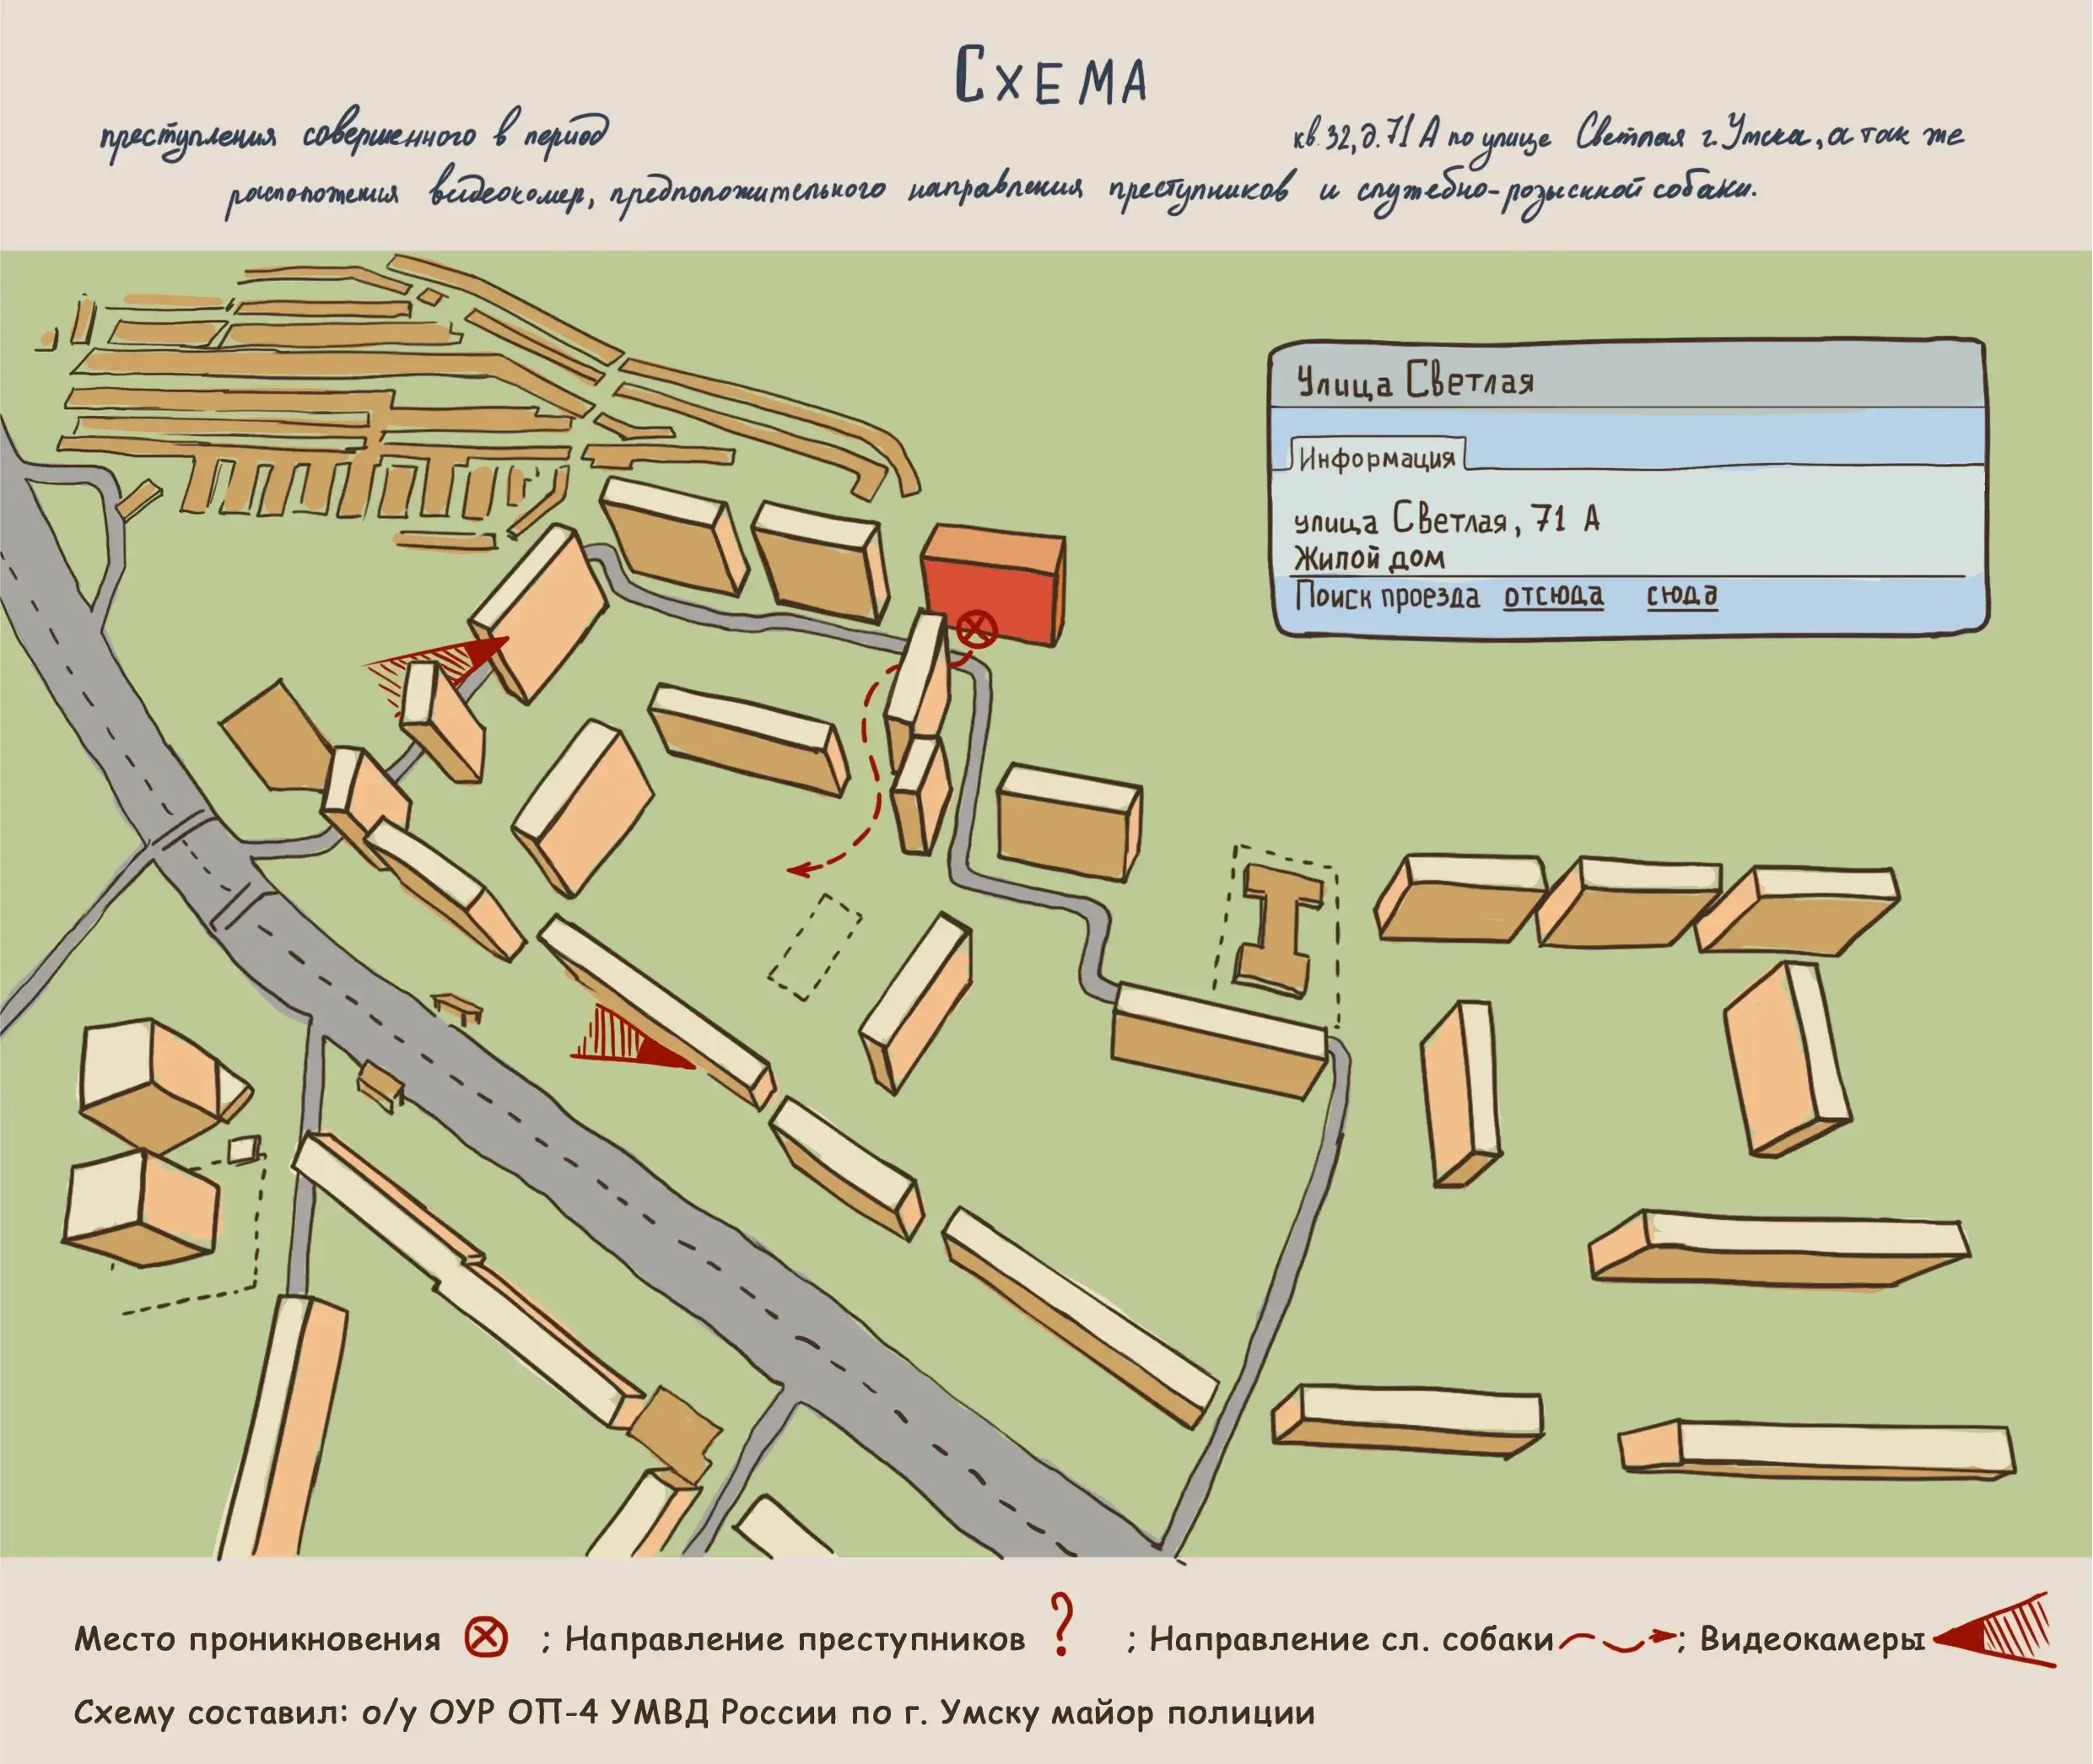 Схема
преступления совершенного в период кв. 32, д. 71 А по улице Светлая г. Умска, а так же
расположения видеокамер, предположительного направления преступников и служебно-розыскной собаки.
Улица Светлая
Информация
улица Светлая, 71 А
Жилой дом
Поиск проезда отсюда сюда
Место проникновения ; Направление преступников ? ; Направление сл. собаки ; Видеокамеры
Схему составил: о/у ОУР ОП-4 УМВД России по г. Умску майор полиции